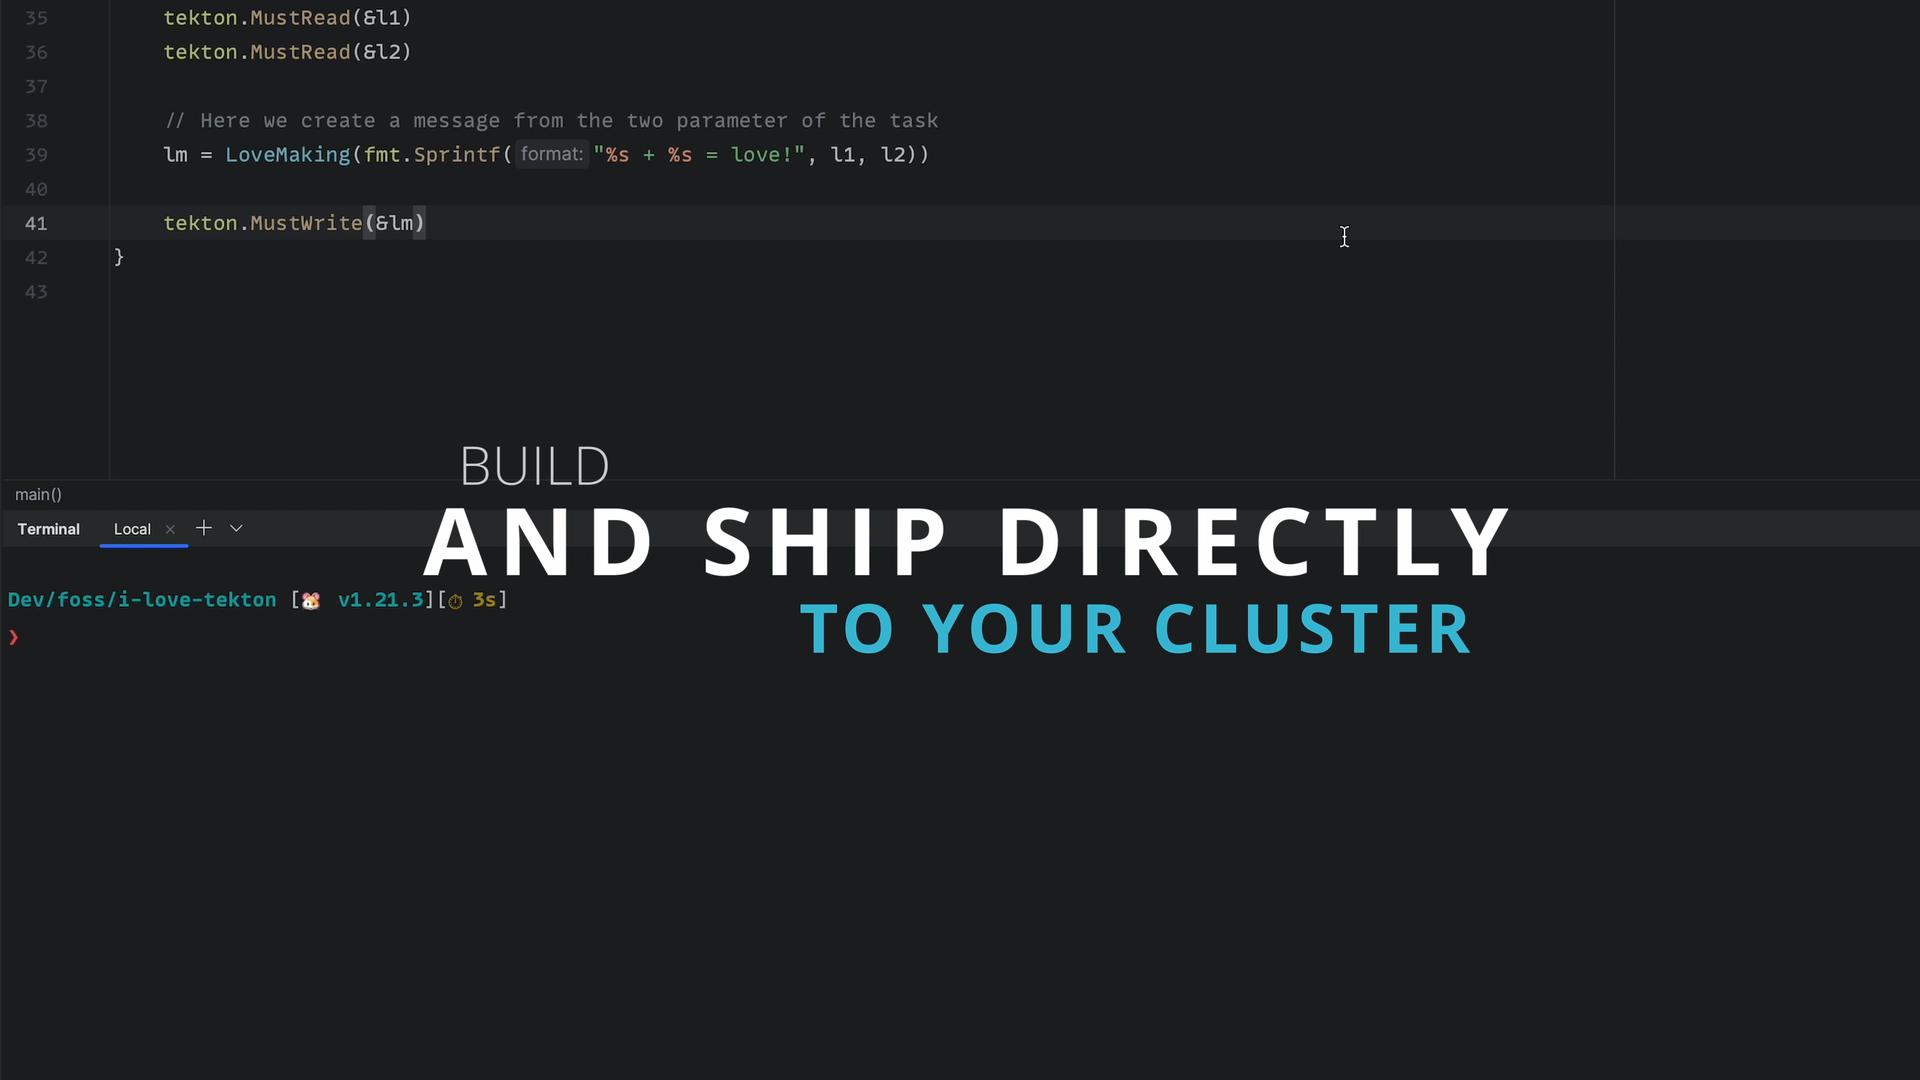 35 tekton.MustRead(&l1)
36 tekton.MustRead(&l2)
37
38 // Here we create a message from the two parameter of the task
39 lm = LoveMaking(fmt.Sprintf( format: "%s + %s = love!", l1, l2))
40
41 tekton.MustWrite(&lm)
42 }
43
BUILD
main()
AND SHIP DIRECTLY
Terminal Local × + 
Dev/foss/i-love-tekton [🐹 v1.21.3][⏱ 3s]
TO YOUR CLUSTER
❯